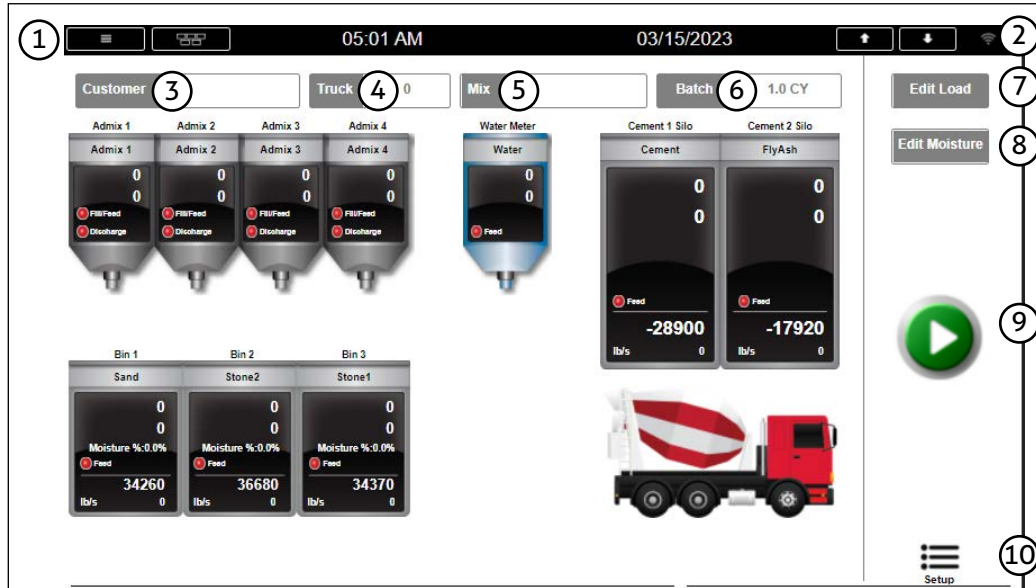 1 05:01 AM 03/15/2023 2
Customer 3 Truck 4 0 Mix 5 Batch 6 1.0 CY Edit Load 7
Admix 1 Admix 2 Admix 3 Admix 4 Water Meter Cement 1 Silo Cement 2 Silo
Admix 1 Admix 2 Admix 3 Admix 4 Water Cement FlyAsh Edit Moisture 8
0 0 0 0 0 0 0
0 0 0 0 0 0 0
Fill/Feed Fill/Feed Fill/Feed Fill/Feed
Discharge Discharge Discharge Discharge Feed
Feed Feed
-28900 -17920 9
lb/s 0 lb/s 0
Bin 1 Bin 2 Bin 3
Sand Stone2 Stone1
0 0 0
0 0 0
Moisture %:0.0% Moisture %:0.0% Moisture %:0.0%
Feed Feed Feed
34260 36680 34370
lb/s 0 lb/s 0 lb/s 0
10
Setup